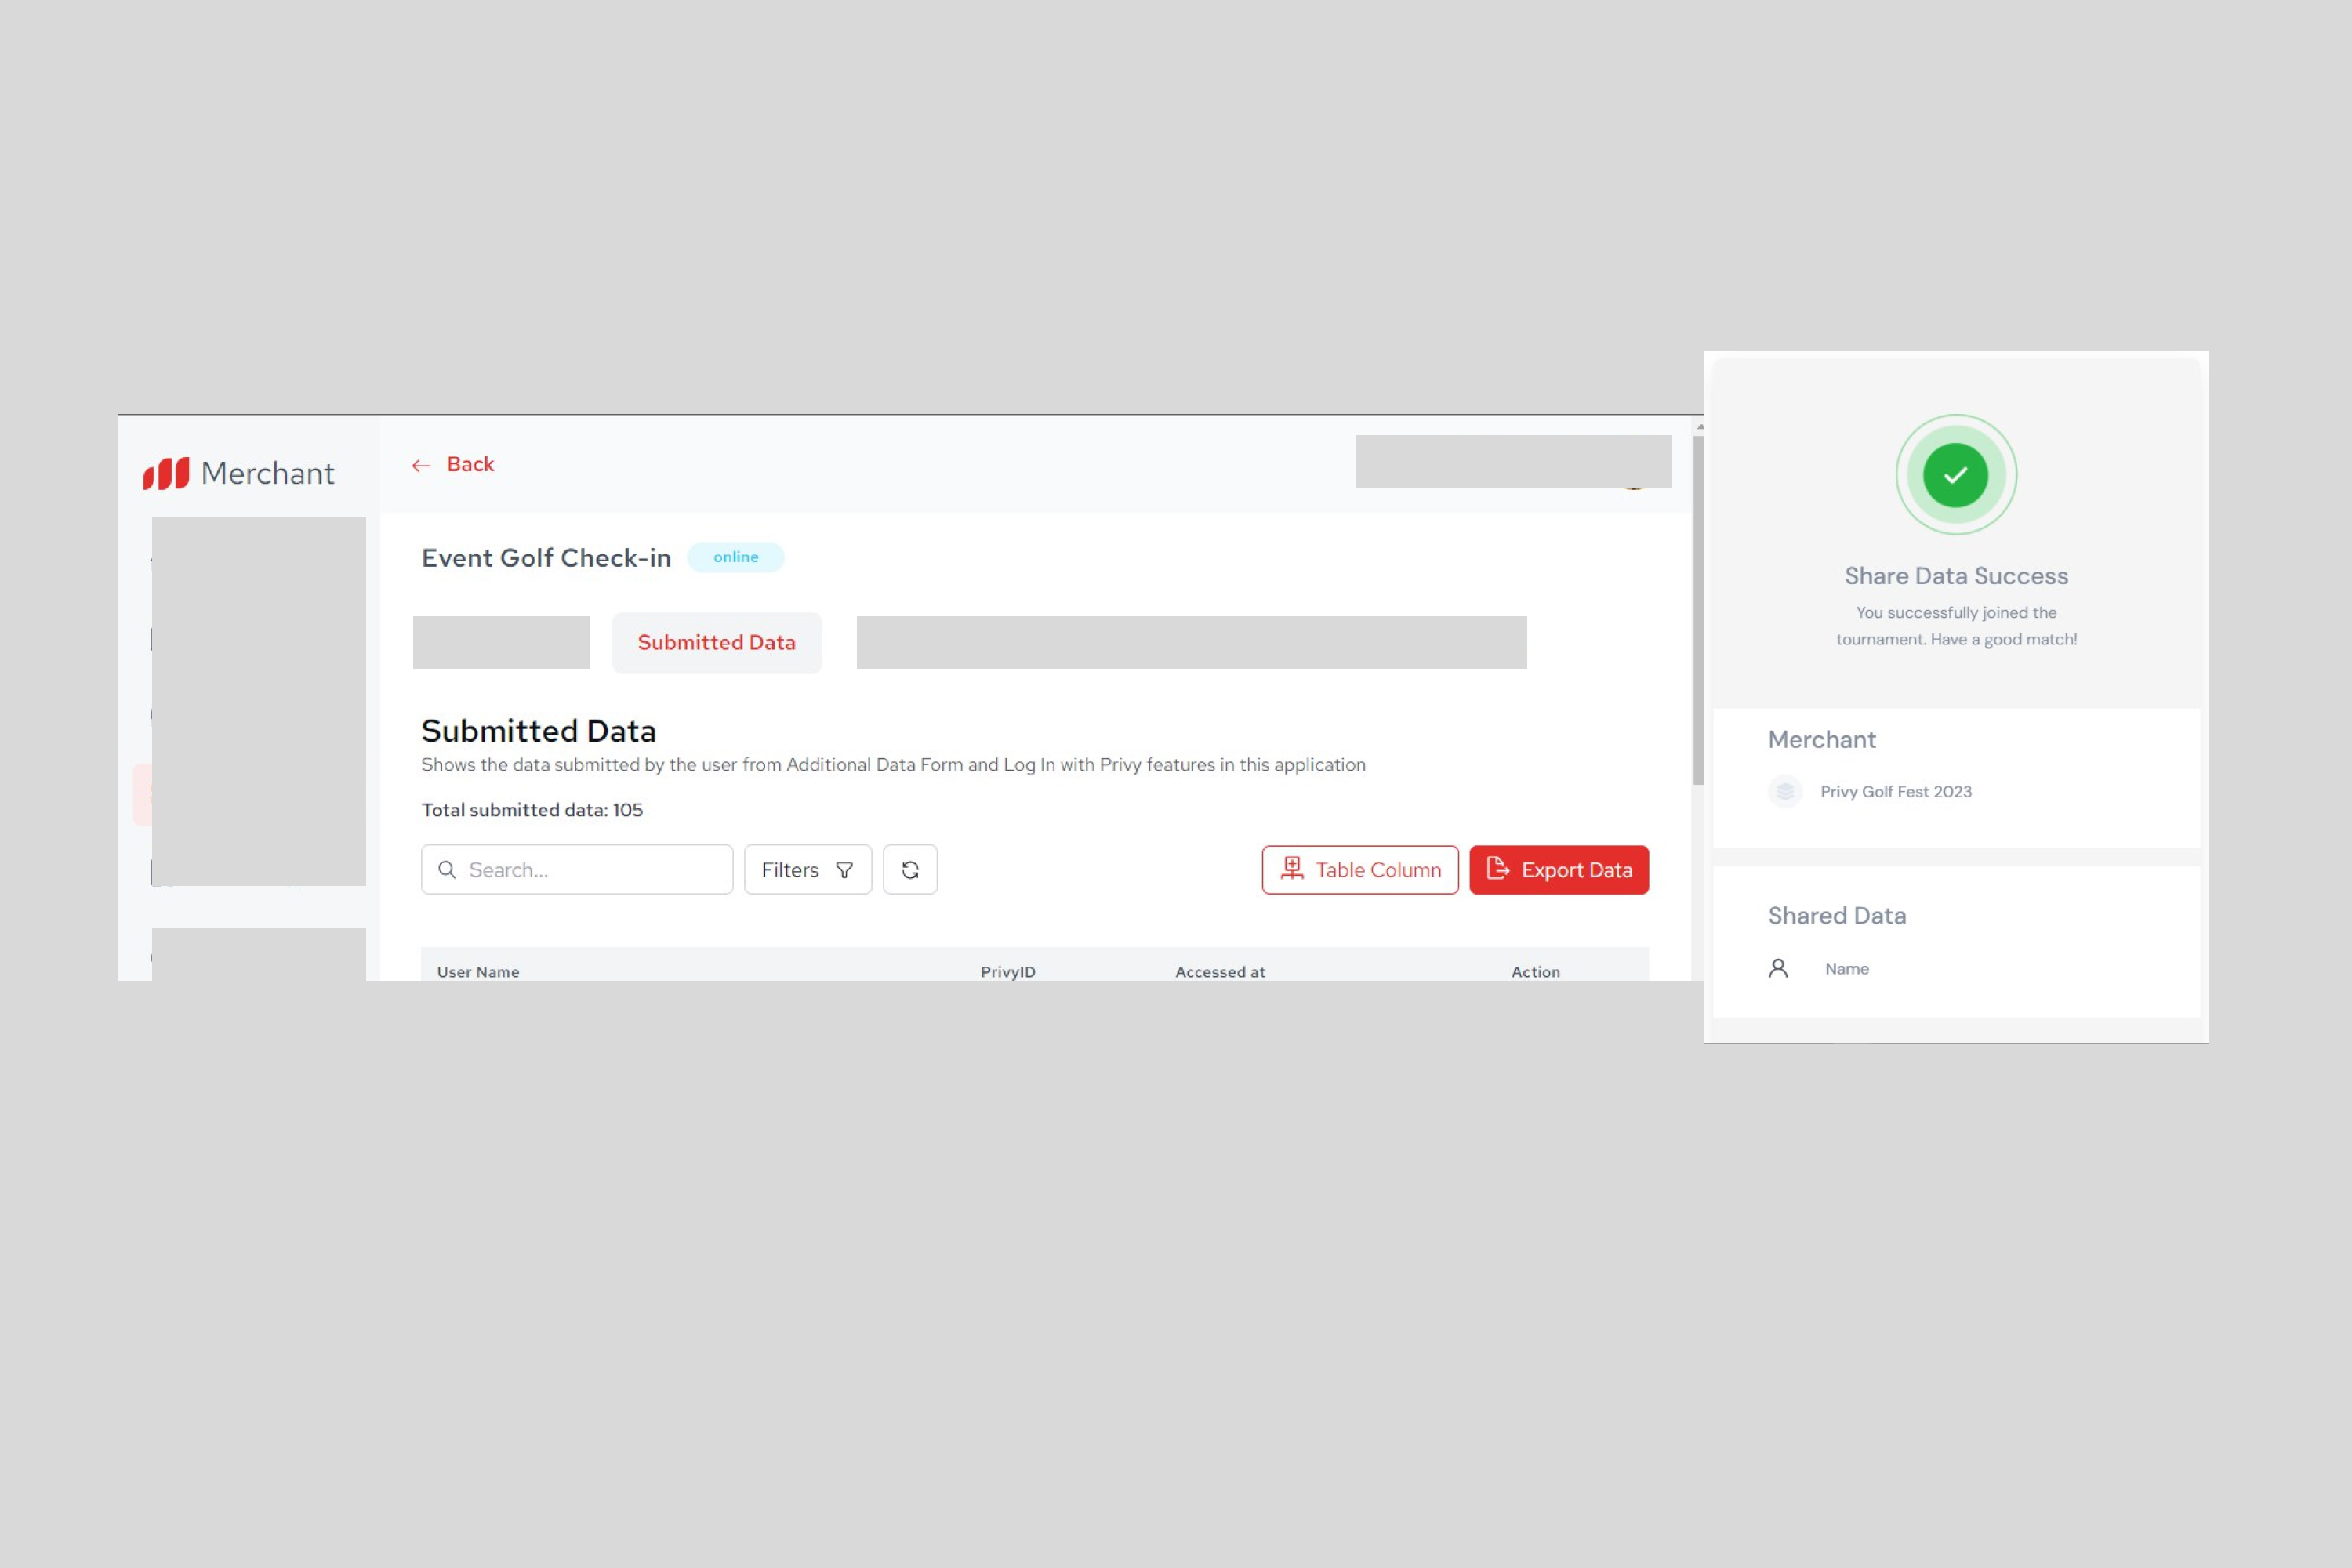 Merchant
Back
Event Golf Check-in
online
Submitted Data
Submitted Data
Shows the data submitted by the user from Additional Data Form and Log In with Privy features in this application
Total submitted data: 105
Search...
Filters
Table Column
Export Data
User Name
PrivyID
Accessed at
Action
Share Data Success
You successfully joined the
tournament. Have a good match!
Merchant
Privy Golf Fest 2023
Shared Data
Name